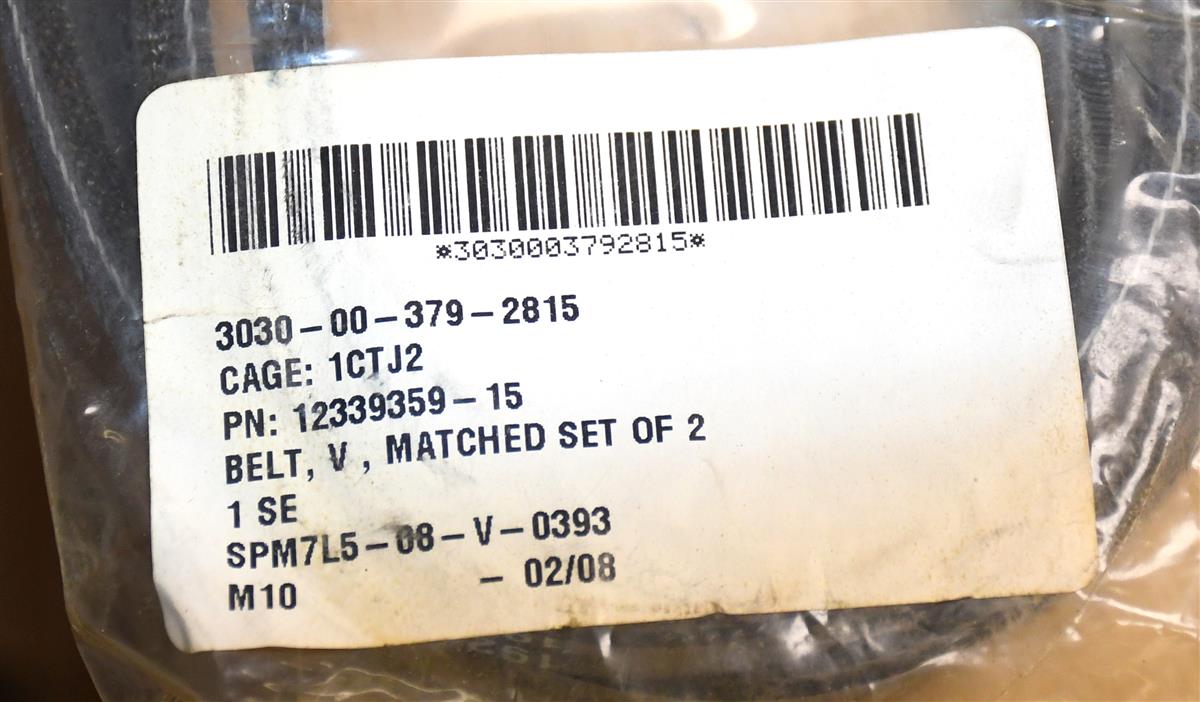 *3030003792815*
3030-00-379-2815
CAGE: 1CTJ2
PN: 12339359-15
BELT, V , MATCHED SET OF 2
1 SE
SPM7L5-08-V-0393
M10 - 02/08